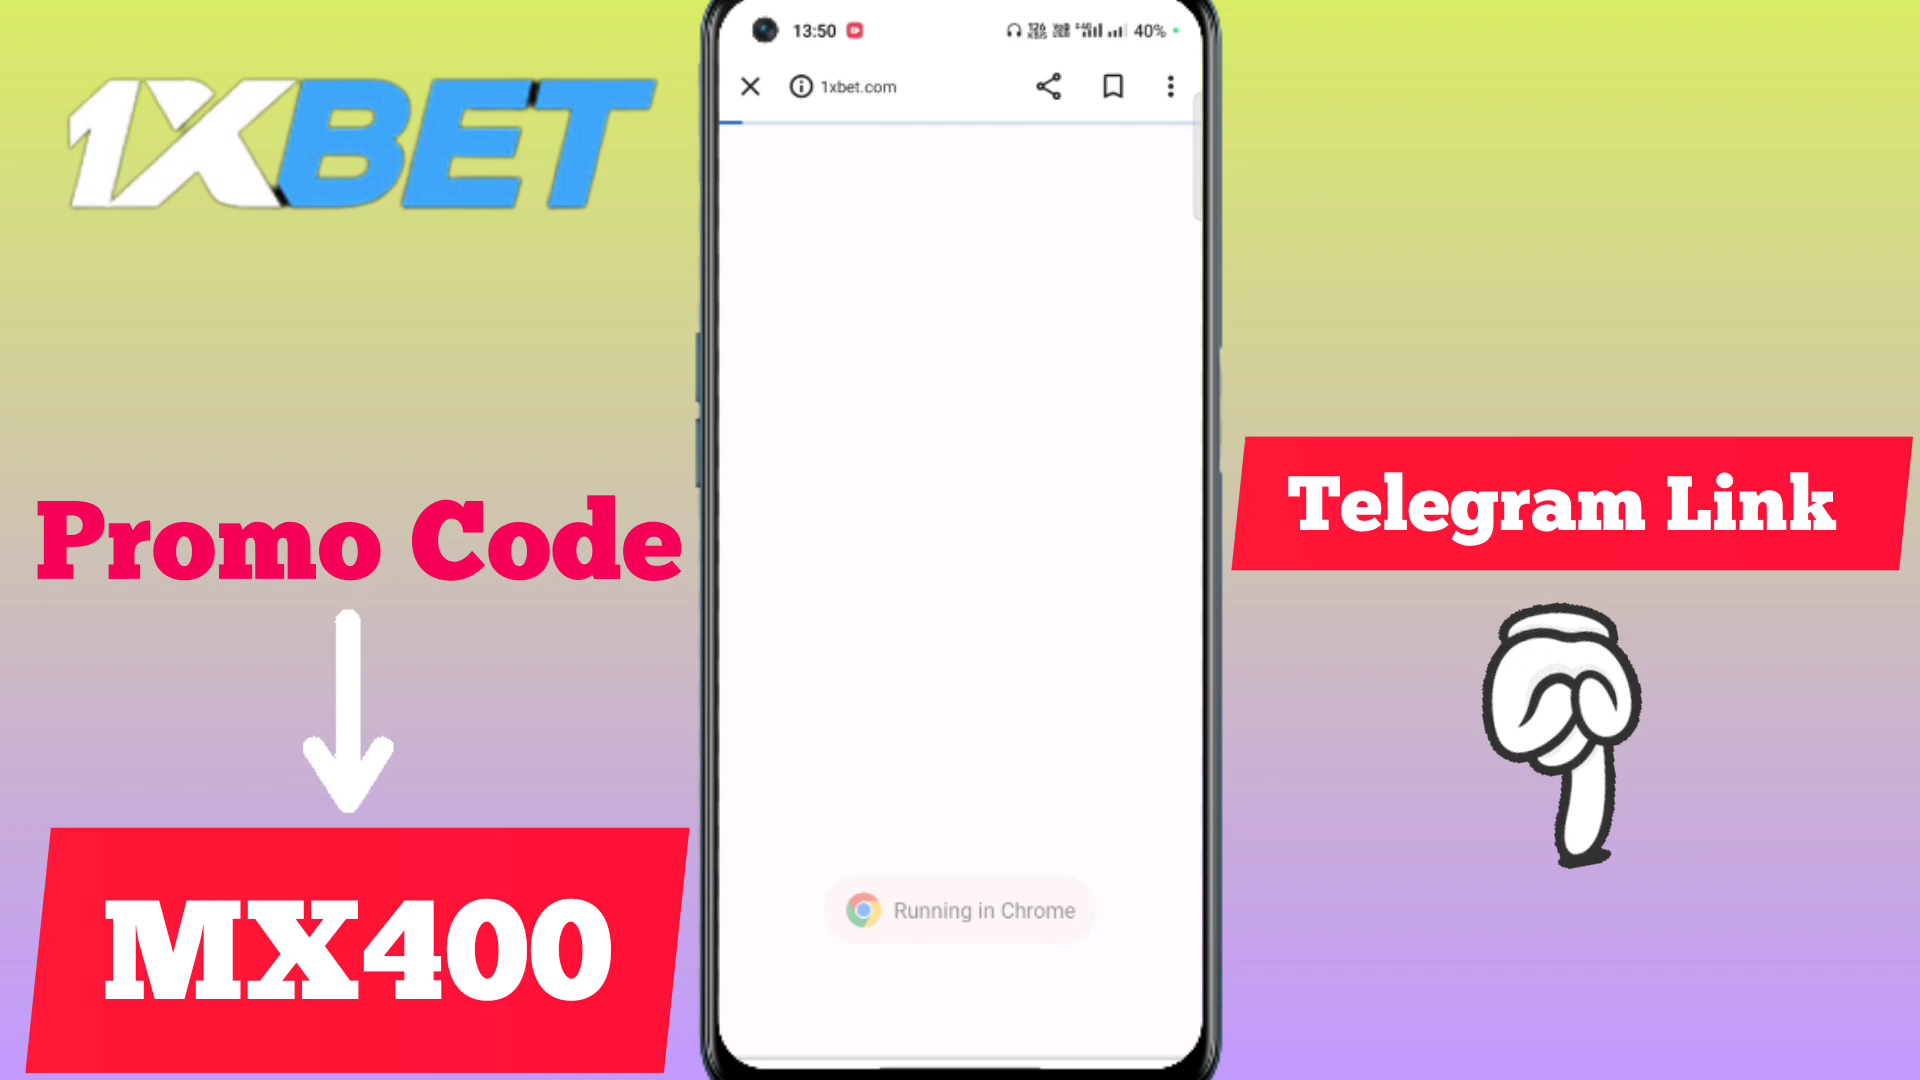 1XBET
13:50
40%
1xbet.com
Promo Code
Telegram Link
MX400
Running in Chrome